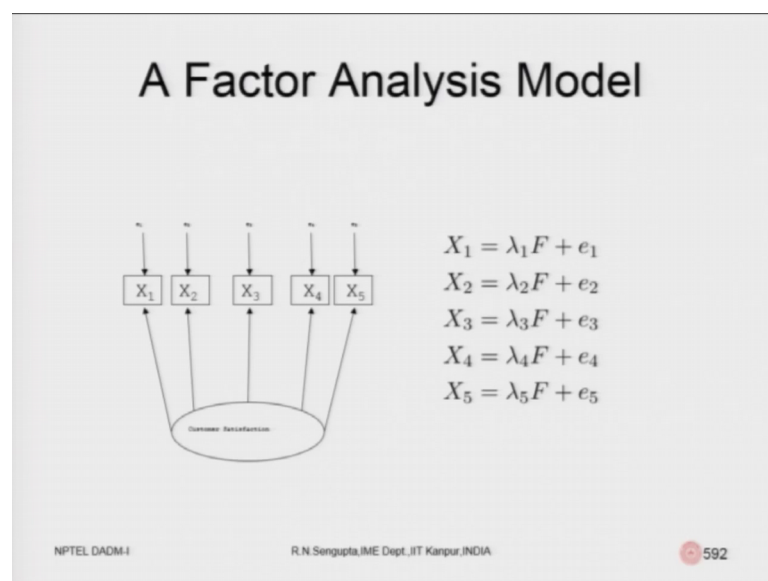 A Factor Analysis Model
X₁ X₂ X₃ X₄ X₅
Customer Satisfaction
X₁ = λ₁F + e₁
X₂ = λ₂F + e₂
X₃ = λ₃F + e₃
X₄ = λ₄F + e₄
X₅ = λ₅F + e₅
NPTEL DADM-I
R.N.Sengupta,IME Dept.,IIT Kanpur,INDIA
592